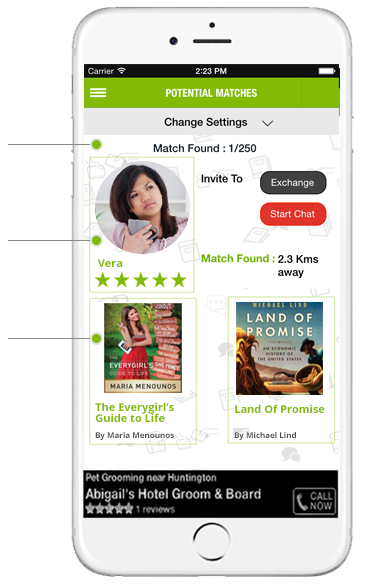 Carrier 2:23 PM
POTENTIAL MATCHES
Change Settings
Match Found : 1/250
Invite To
Exchange
Start Chat
Vera
Match Found : 2.3 Kms
away
THE
EVERYGIRL'S
GUIDE TO LIFE
MARIA MENOUNOS
The Everygirl's
Guide to Life
By Maria Menounos
MICHAEL LIND
LAND OF
PROMISE
AN ECONOMIC
HISTORY OF
THE UNITED STATES
Land Of Promise
By Michael Lind
Pet Grooming near Huntington
Abigail's Hotel Groom & Board
1 reviews
CALL
NOW